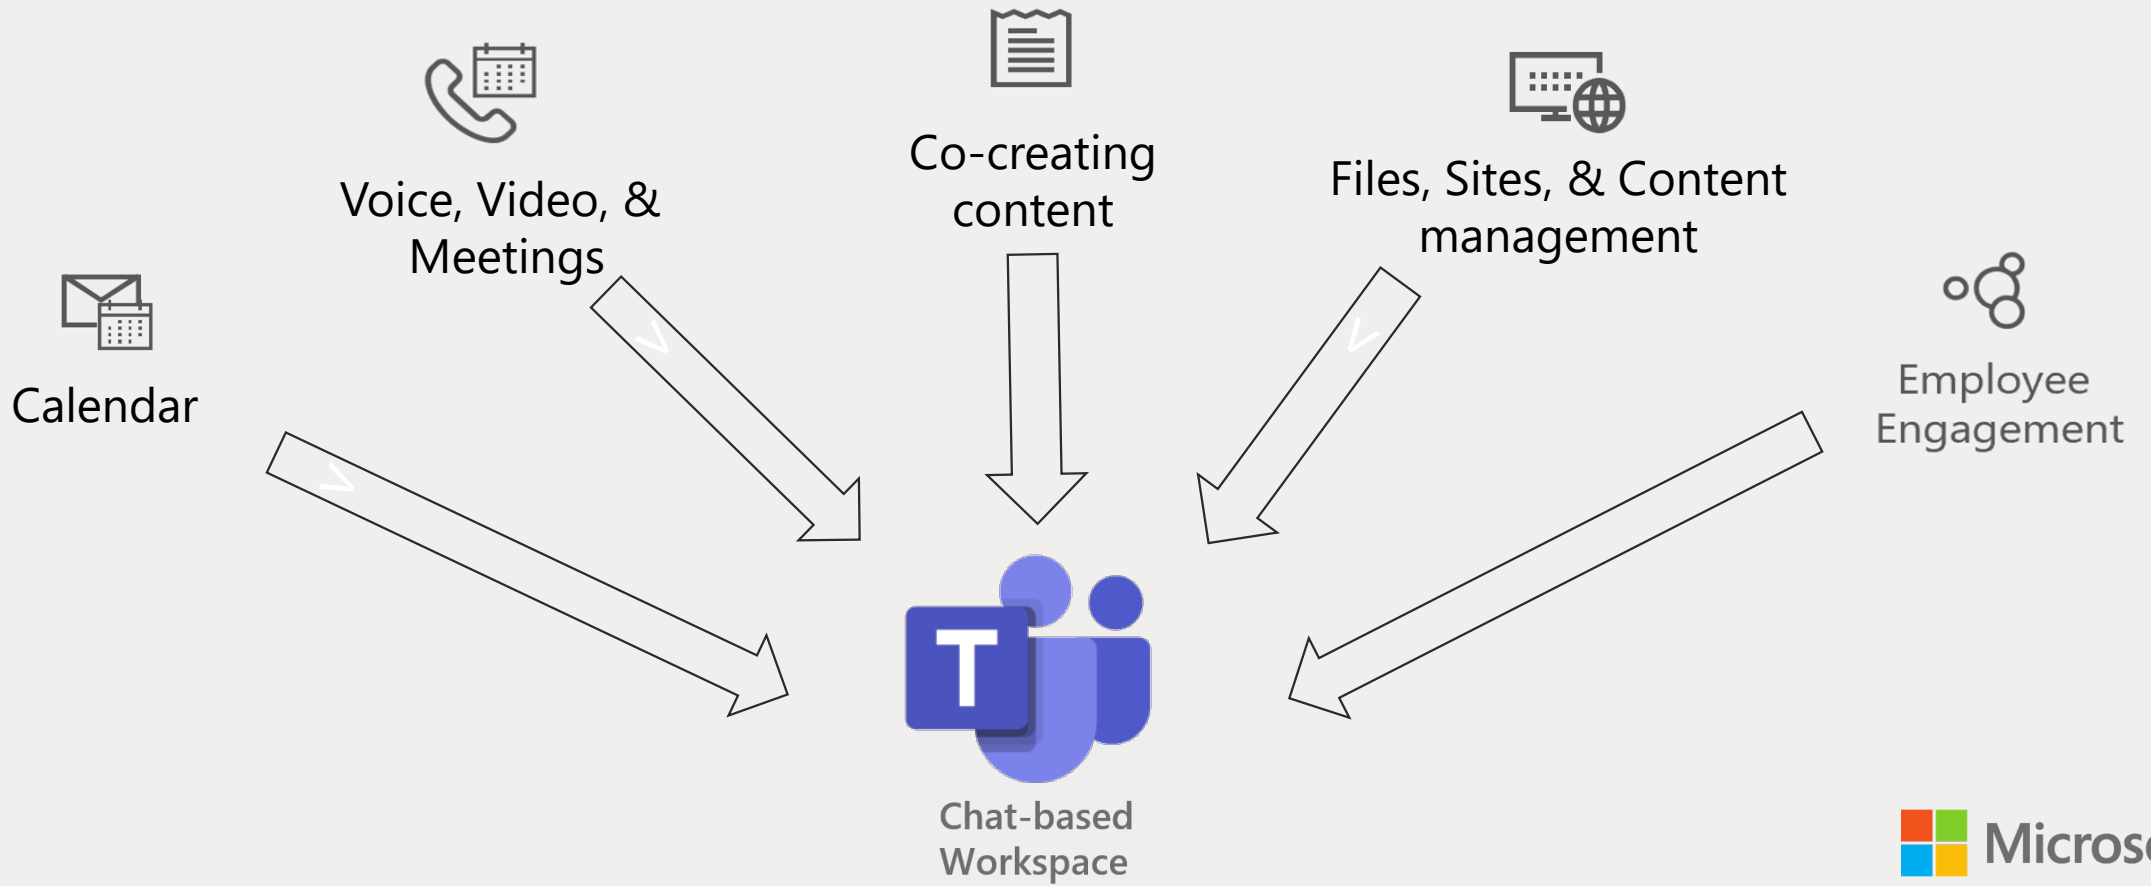 Co-creating
content
Voice, Video, &
Meetings
Files, Sites, & Content
management
Calendar
Employee
Engagement
V
V
V
T
Chat-based
Workspace